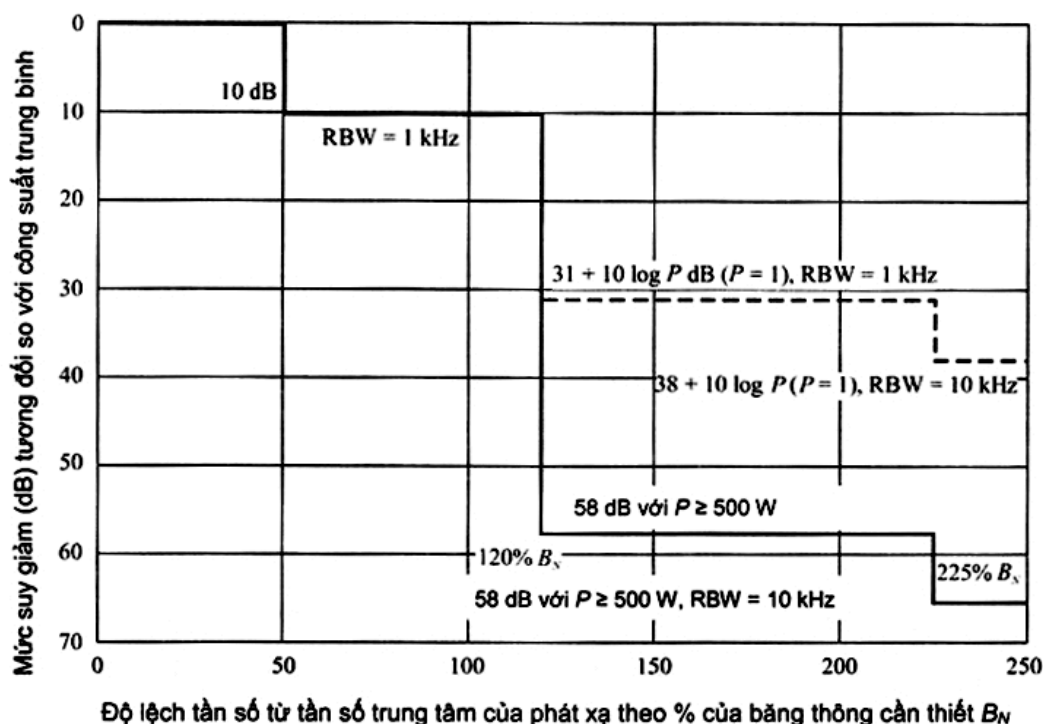 Mức suy giảm (dB) tương đối so với công suất trung bình
0
10
20
30
40
50
60
70
10 dB
RBW = 1 kHz
31 + 10 log P dB (P = 1), RBW = 1 kHz
38 + 10 log P (P = 1), RBW = 10 kHz
58 dB với P ≥ 500 W
120% B_N
225% B_N
58 dB với P ≥ 500 W, RBW = 10 kHz
0 50 100 150 200 250
Độ lệch tần số từ tần số trung tâm của phát xạ theo % của băng thông cần thiết B_N